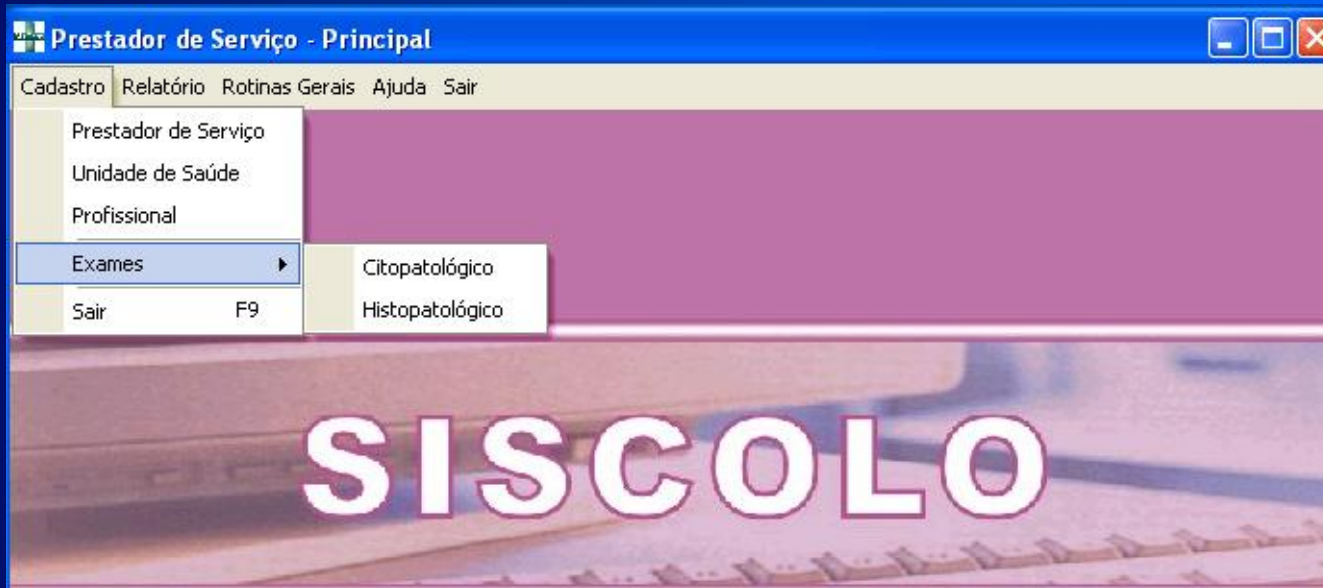 Prestador de Serviço - Principal
Cadastro Relatório Rotinas Gerais Ajuda Sair
Prestador de Serviço
Unidade de Saúde
Profissional
Exames
Citopatológico
Histopatológico
Sair F9
SISCOLO